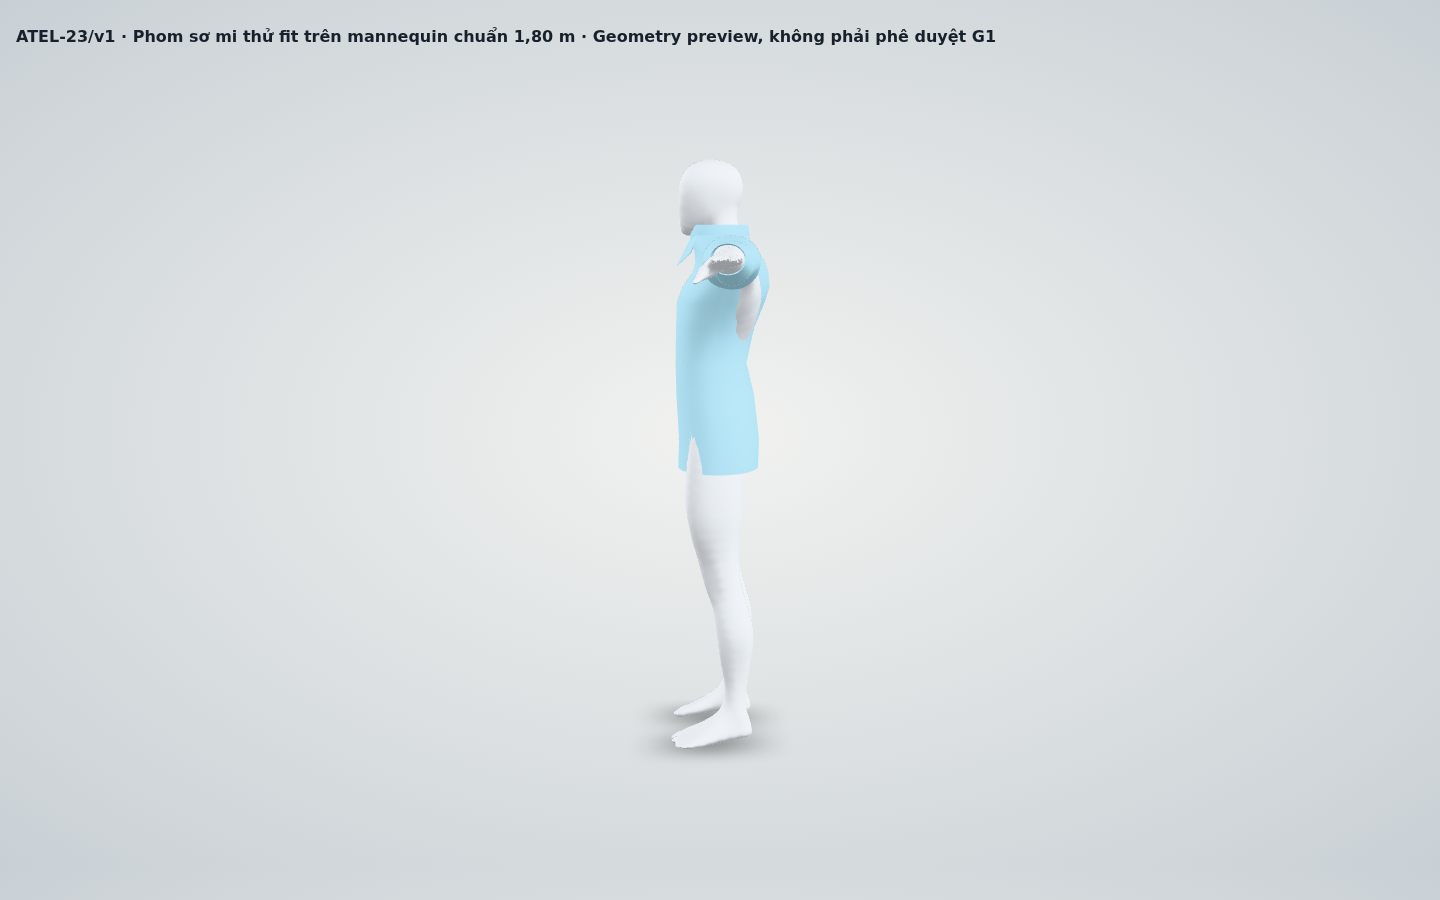 ATEL-23/v1 · Phom sơ mi thử fit trên mannequin chuẩn 1,80 m · Geometry preview, không phải phê duyệt G1